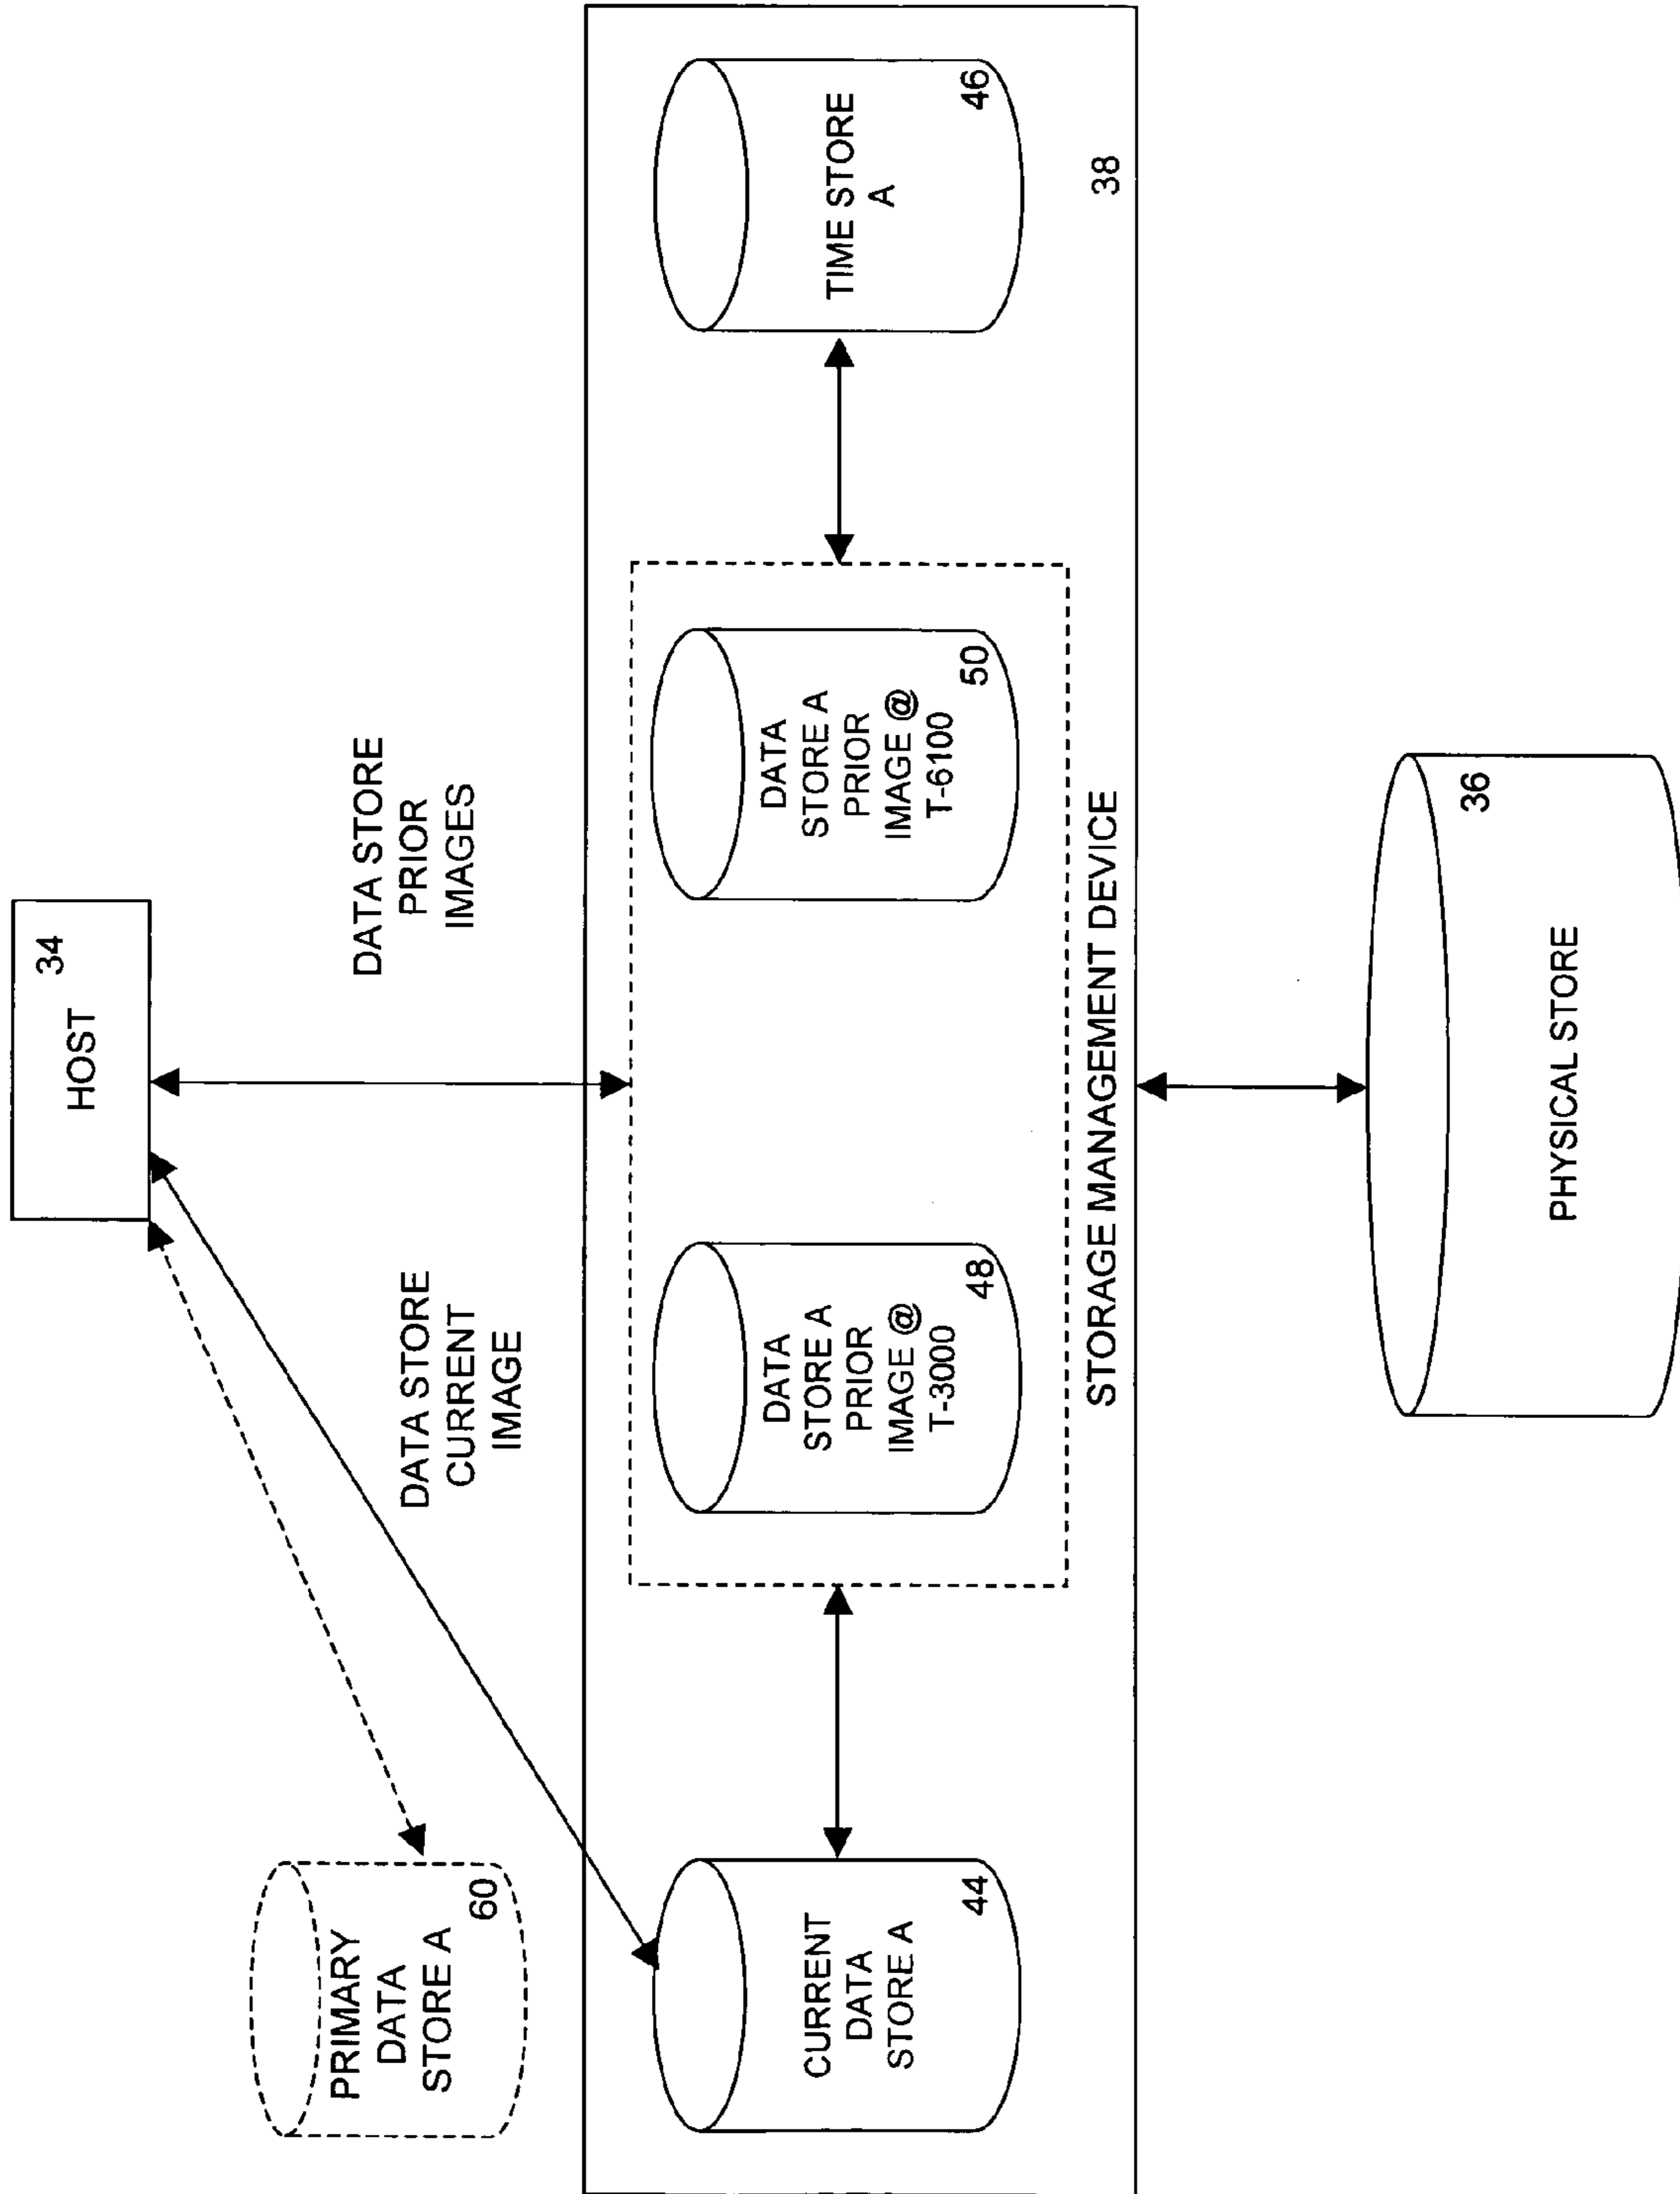 HOST
34
PRIMARY
DATA
STORE A
60
DATA STORE
CURRENT
IMAGE
DATA STORE
PRIOR
IMAGES
CURRENT
DATA
STORE A
44
DATA
STORE A
PRIOR
IMAGE @
T-3000
48
DATA
STORE A
PRIOR
IMAGE @
T-6100
50
TIME STORE
A
46
STORAGE MANAGEMENT DEVICE
38
36
PHYSICAL STORE